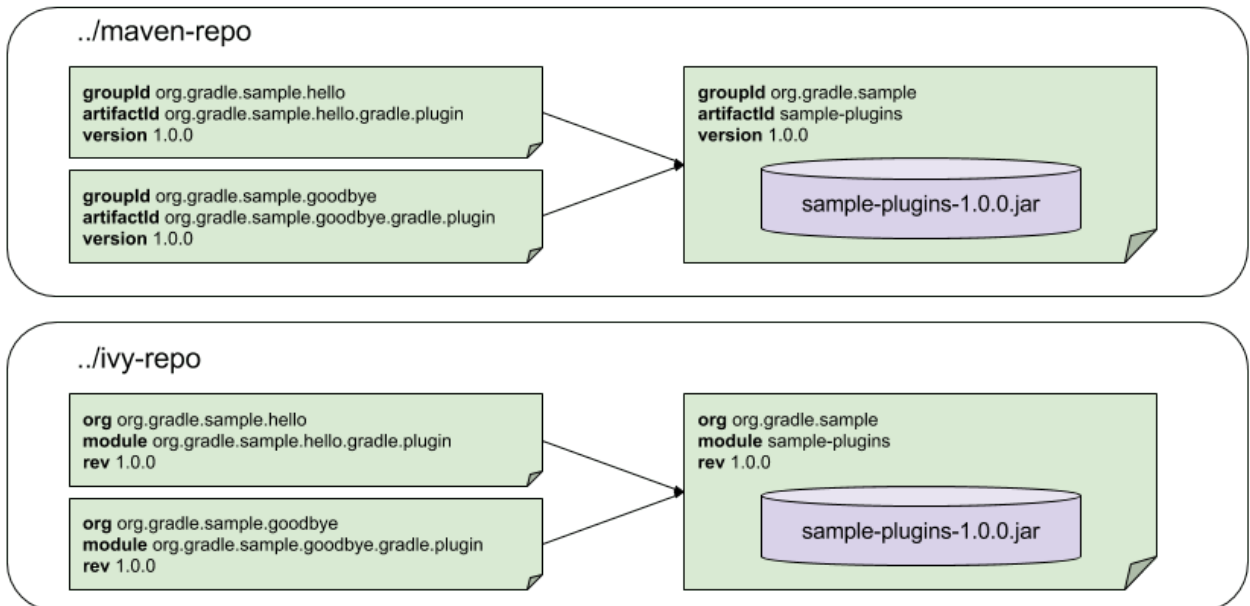 ../maven-repo
groupId org.gradle.sample.hello
artifactId org.gradle.sample.hello.gradle.plugin
version 1.0.0
groupId org.gradle.sample.goodbye
artifactId org.gradle.sample.goodbye.gradle.plugin
version 1.0.0
groupId org.gradle.sample
artifactId sample-plugins
version 1.0.0
sample-plugins-1.0.0.jar
../ivy-repo
org org.gradle.sample.hello
module org.gradle.sample.hello.gradle.plugin
rev 1.0.0
org org.gradle.sample.goodbye
module org.gradle.sample.goodbye.gradle.plugin
rev 1.0.0
org org.gradle.sample
module sample-plugins
rev 1.0.0
sample-plugins-1.0.0.jar